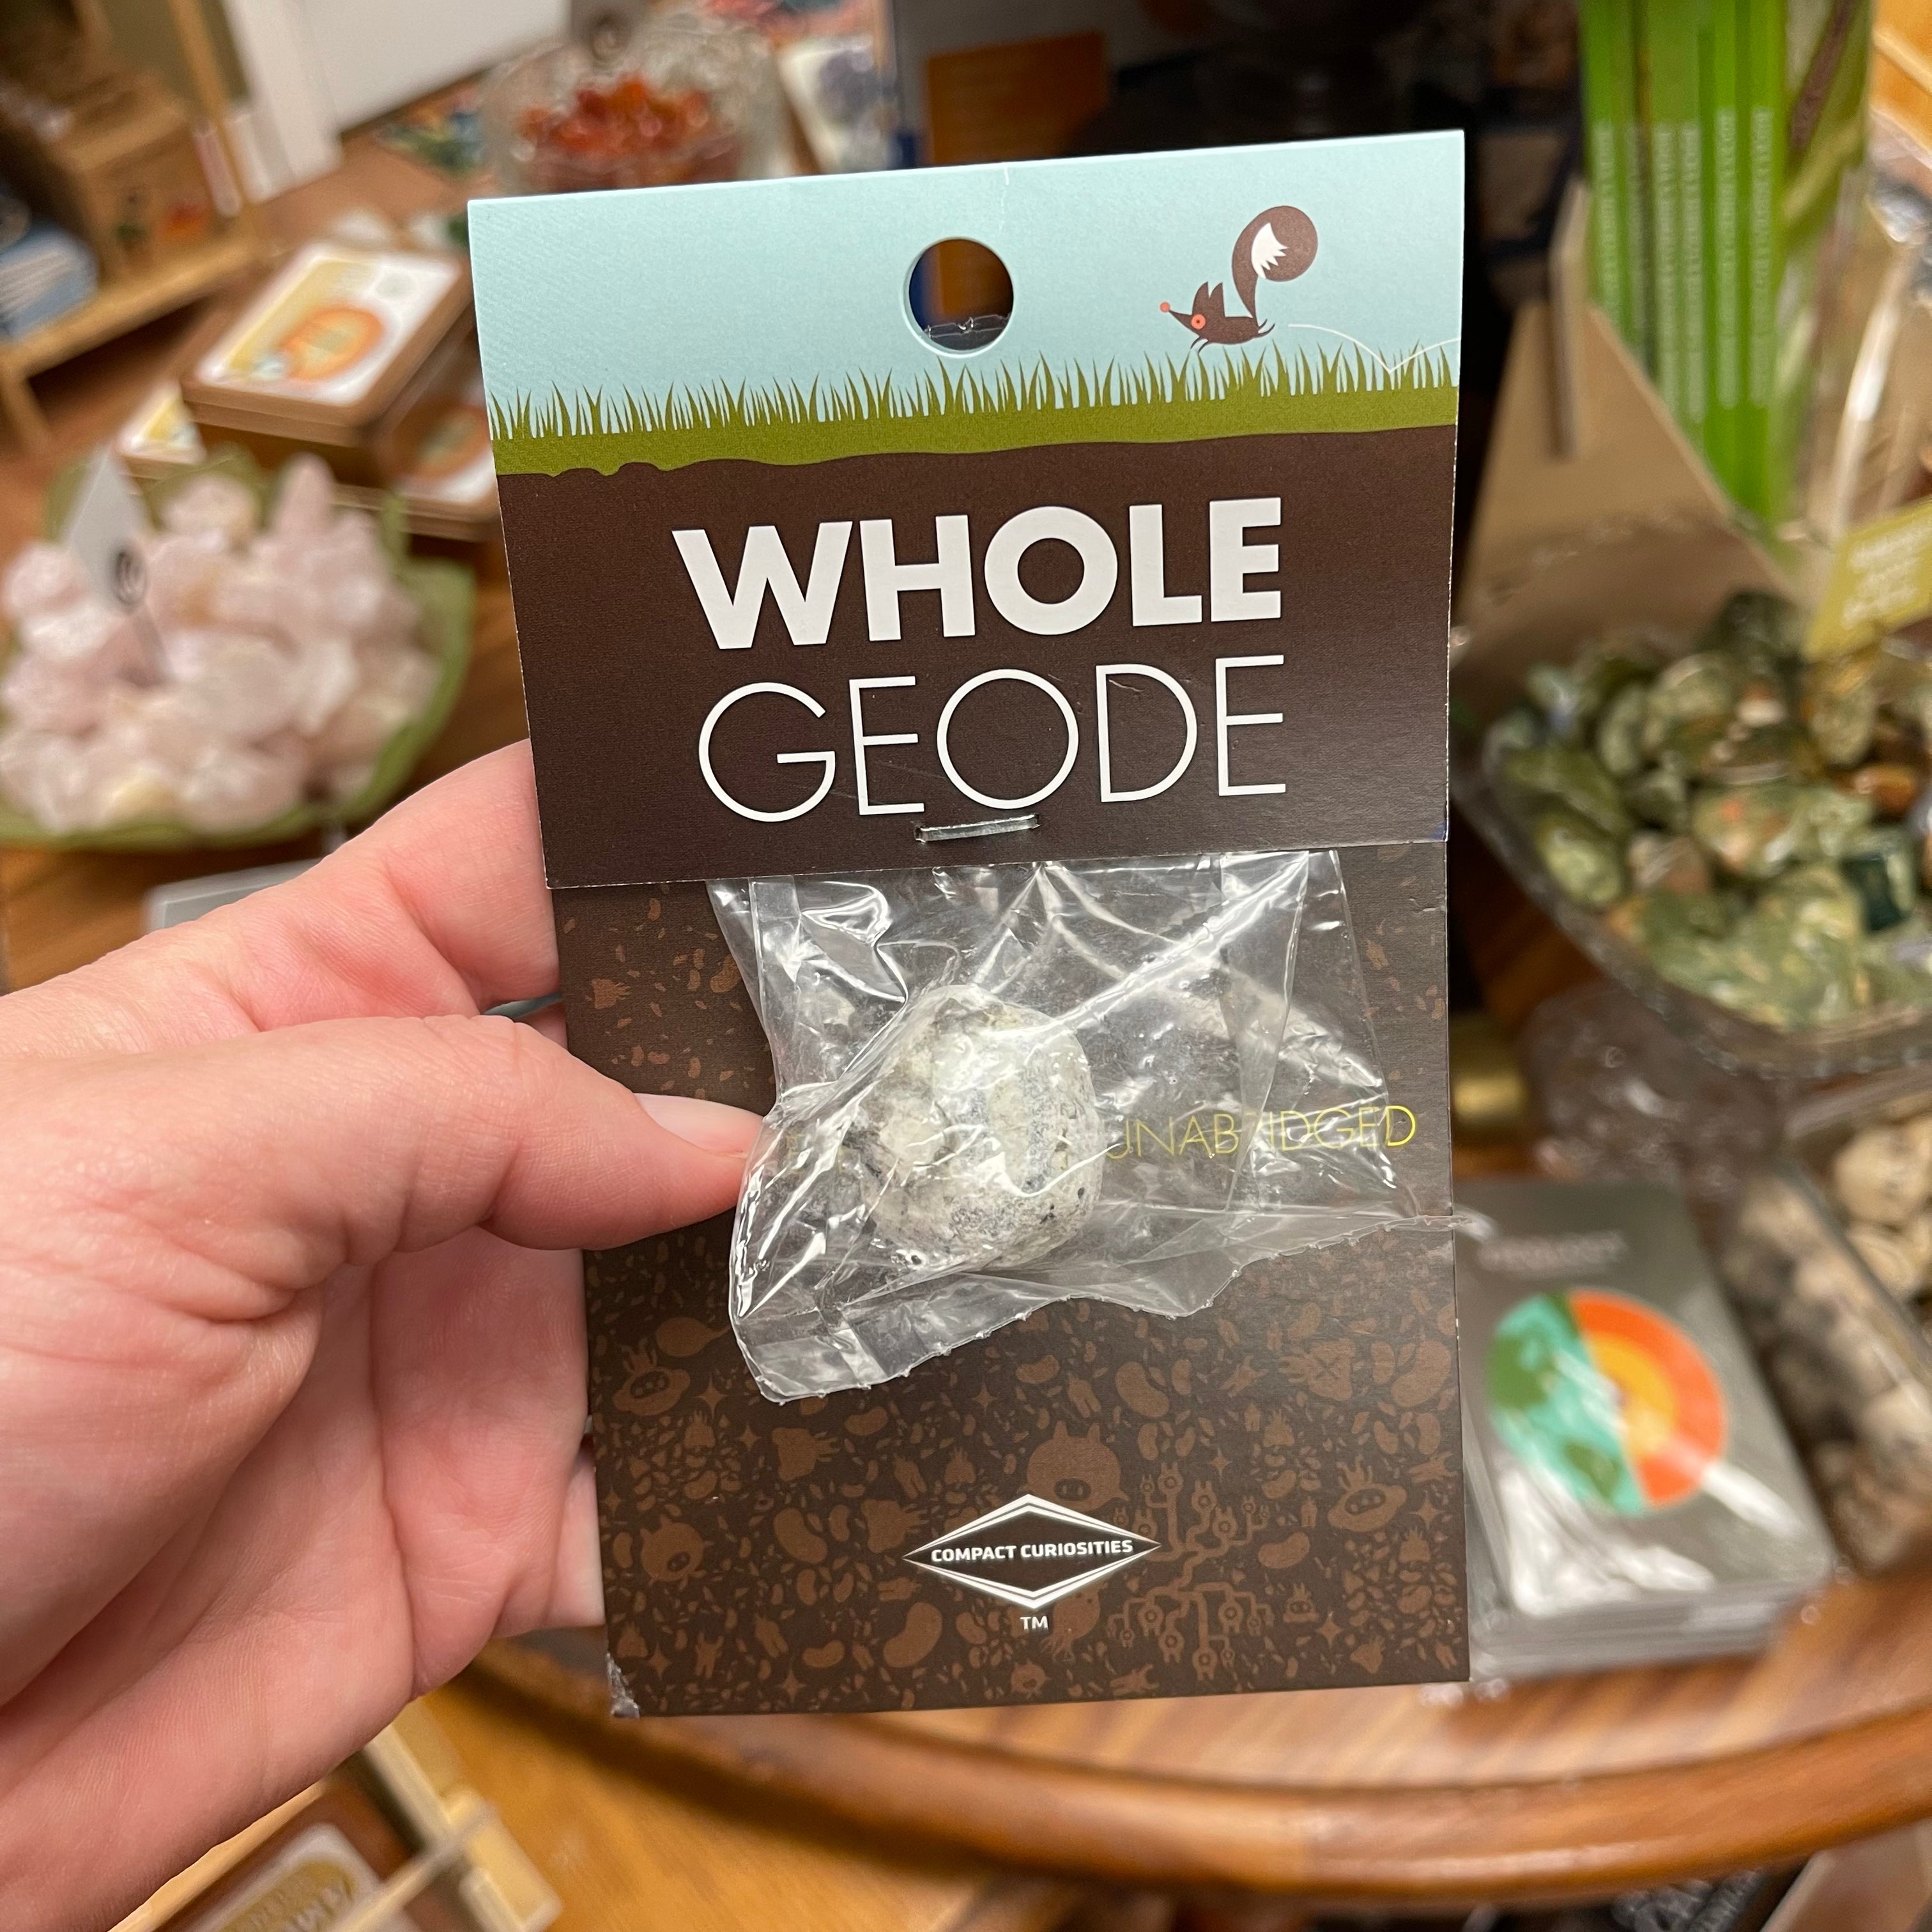 WHOLE
GEODE
UNABRIDGED
COMPACT CURIOSITIES
TM